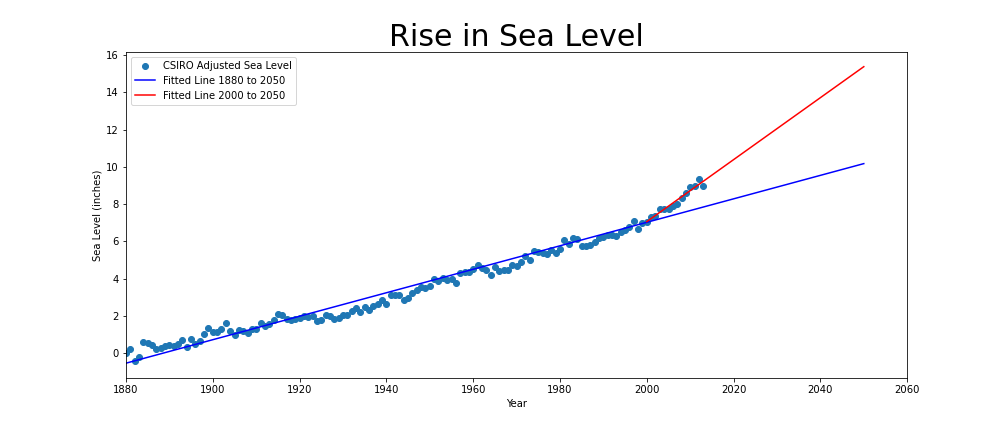 Rise in Sea Level
16
14
12
10
8
6
4
2
0
Sea Level (inches)
CSIRO Adjusted Sea Level
Fitted Line 1880 to 2050
Fitted Line 2000 to 2050
1880 1900 1920 1940 1960 1980 2000 2020 2040 2060
Year